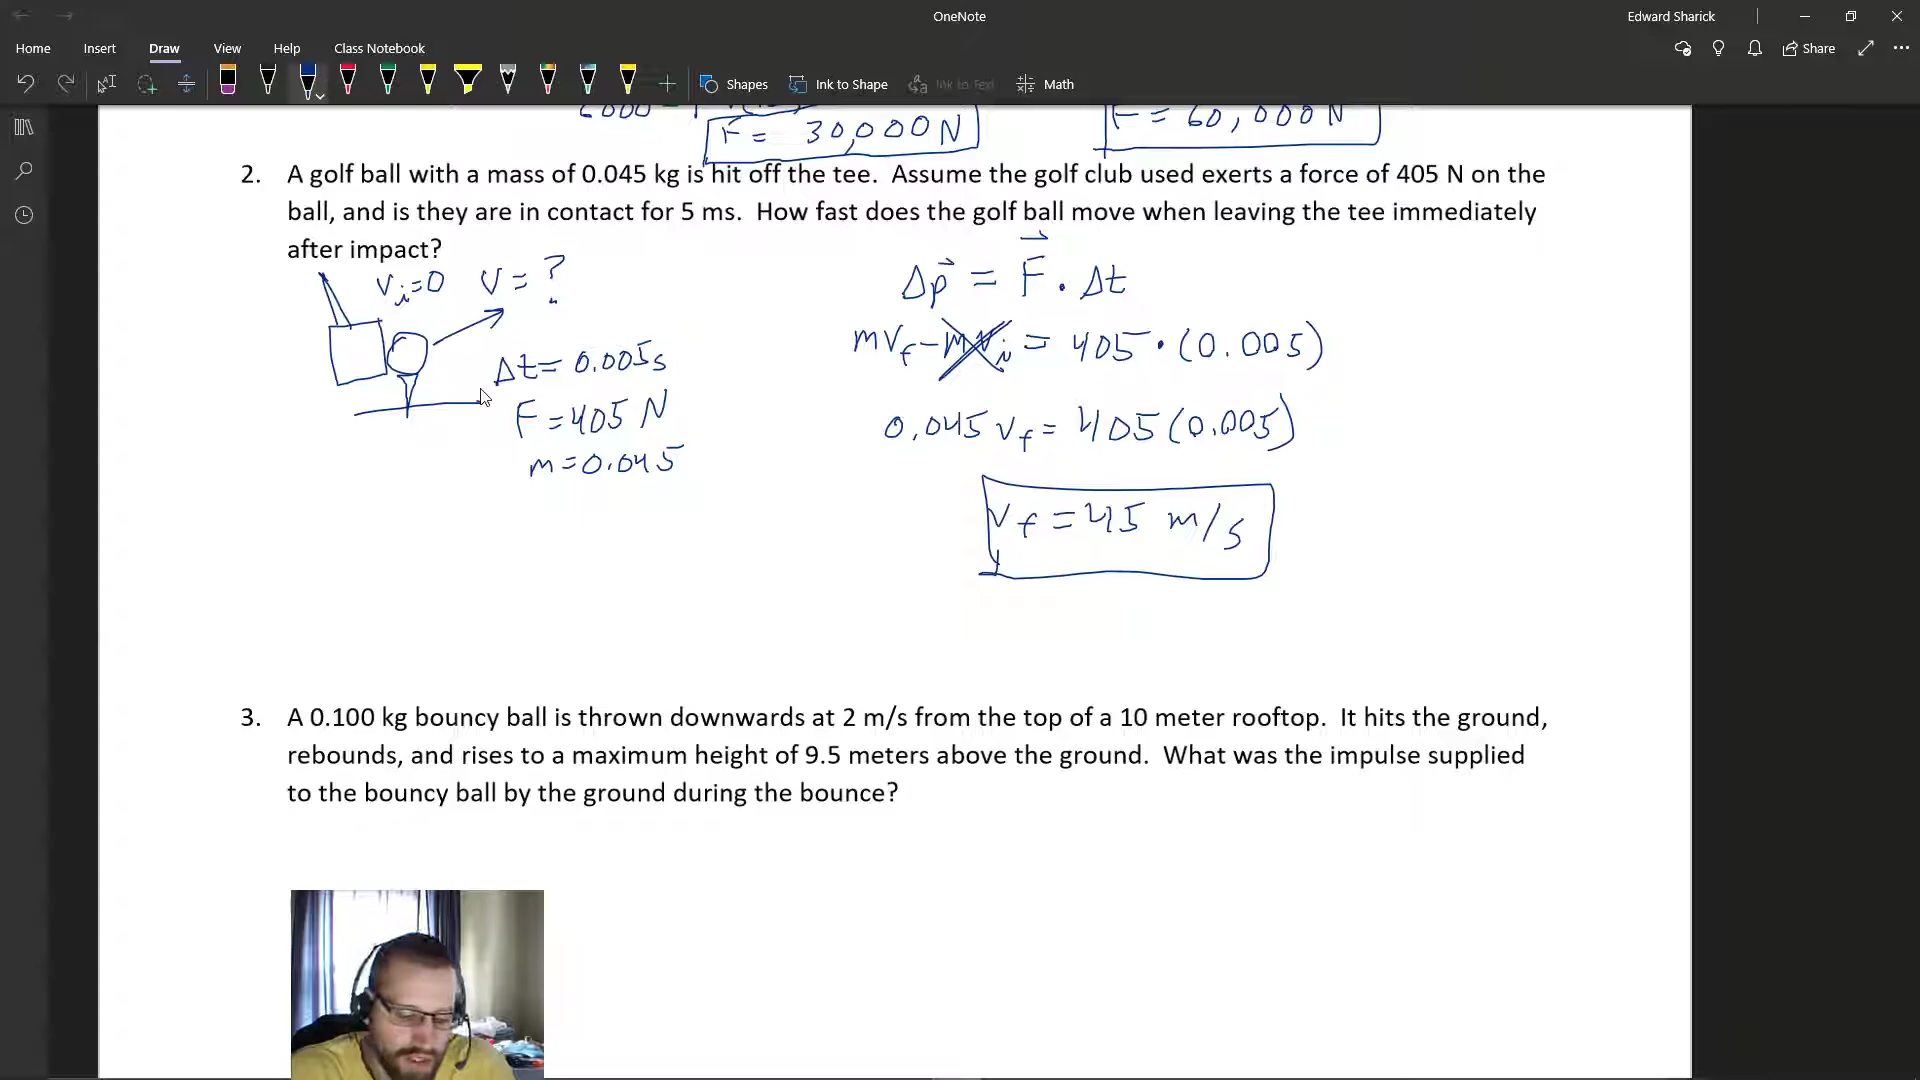 OneNote
Edward Sharick
Home Insert Draw View Help Class Notebook
Share
Shapes Ink to Shape Ink to Text Math
6000 =
F = 30,000 N
F = 60,000 N
2. A golf ball with a mass of 0.045 kg is hit off the tee. Assume the golf club used exerts a force of 405 N on the
ball, and is they are in contact for 5 ms. How fast does the golf ball move when leaving the tee immediately
after impact?
Vi=0 V = ?
Δt = 0.005s
F = 405 N
m = 0.045
Δp = F · Δt
mVf - mVi = 405 · (0.005)
0.045 Vf = 405 (0.005)
Vf = 45 m/s
3. A 0.100 kg bouncy ball is thrown downwards at 2 m/s from the top of a 10 meter rooftop. It hits the ground,
rebounds, and rises to a maximum height of 9.5 meters above the ground. What was the impulse supplied
to the bouncy ball by the ground during the bounce?